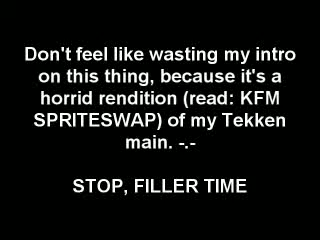 Don't feel like wasting my intro
on this thing, because it's a
horrid rendition (read: KFM
SPRITESWAP) of my Tekken
main. -.-
STOP, FILLER TIME